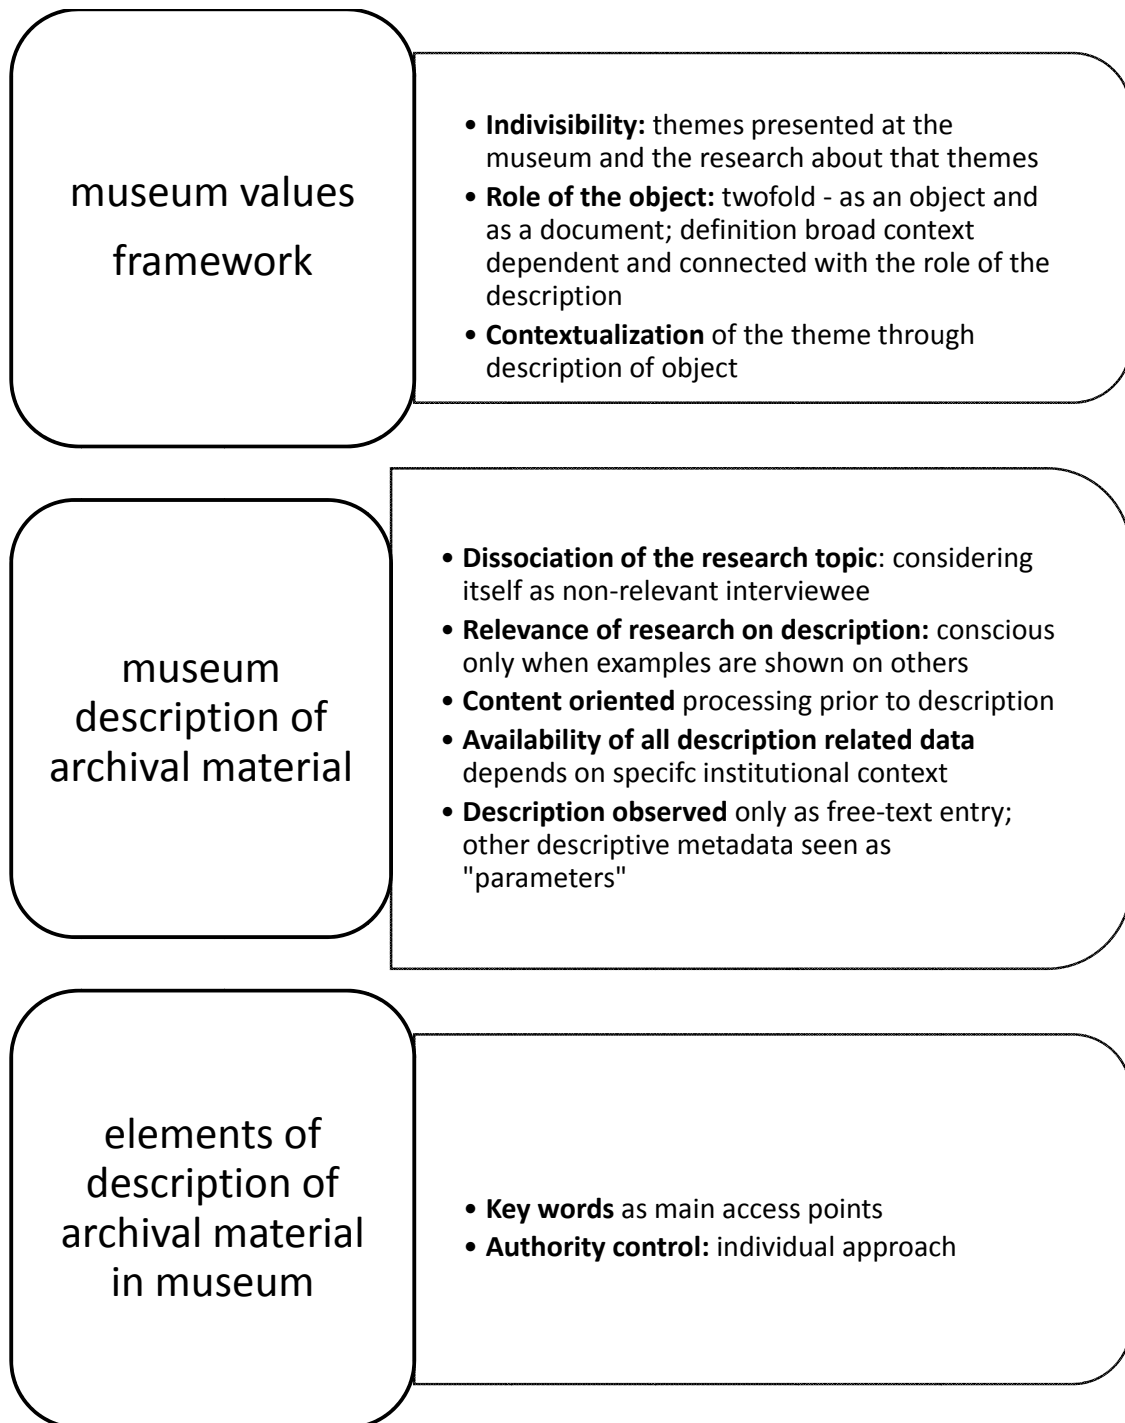 museum values
framework
• Indivisibility: themes presented at the
museum and the research about that themes
• Role of the object: twofold - as an object and
as a document; definition broad context
dependent and connected with the role of the
description
• Contextualization of the theme through
description of object
museum
description of
archival material
• Dissociation of the research topic: considering
itself as non-relevant interviewee
• Relevance of research on description: conscious
only when examples are shown on others
• Content oriented processing prior to description
• Availability of all description related data
depends on specifc institutional context
• Description observed only as free-text entry;
other descriptive metadata seen as
"parameters"
elements of
description of
archival material
in museum
• Key words as main access points
• Authority control: individual approach